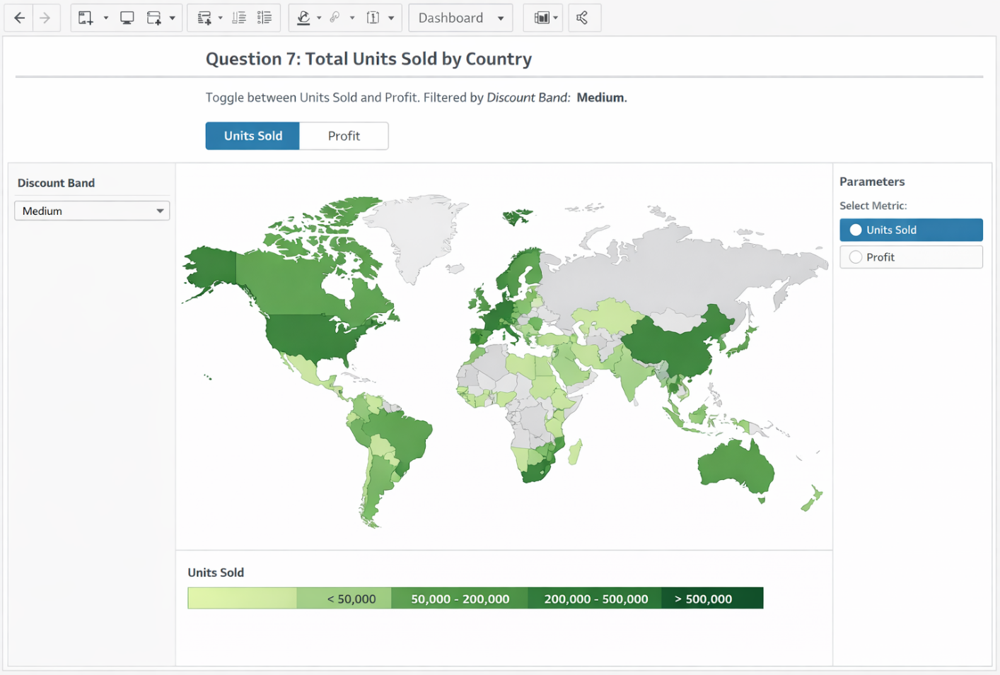 Dashboard
Question 7: Total Units Sold by Country
Toggle between Units Sold and Profit. Filtered by Discount Band: Medium.
Units Sold
Profit
Discount Band
Medium
Parameters
Select Metric:
Units Sold
Profit
Units Sold
< 50,000
50,000 - 200,000
200,000 - 500,000
> 500,000